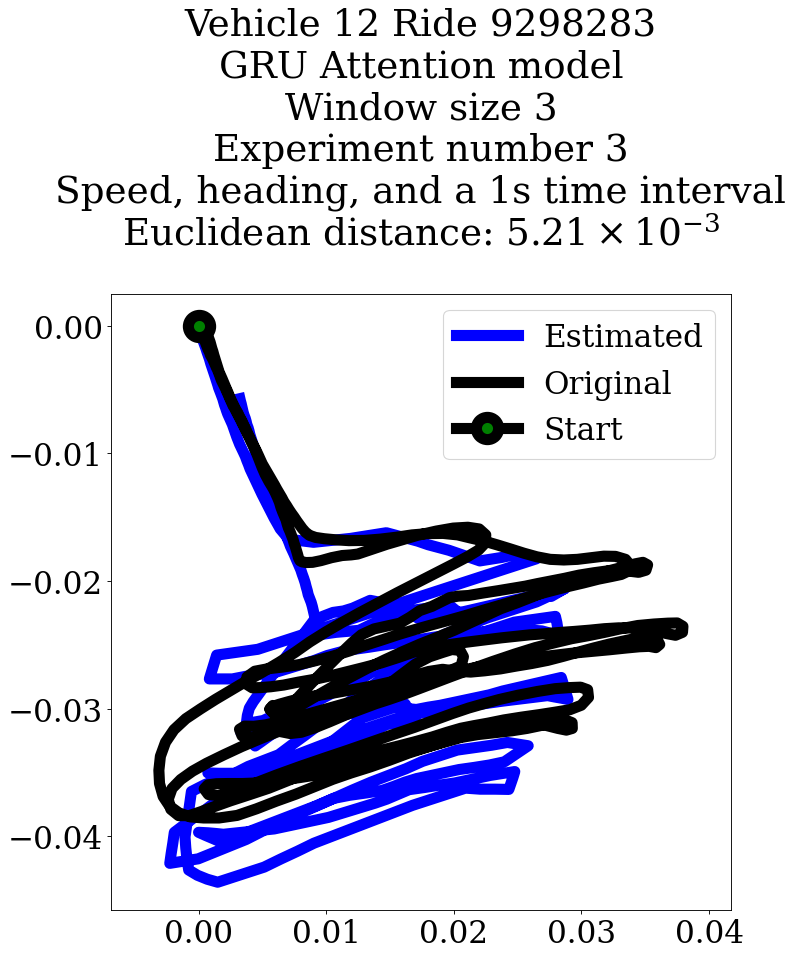 Vehicle 12 Ride 9298283
GRU Attention model
Window size 3
Experiment number 3
Speed, heading, and a 1s time interval
Euclidean distance: 5.21 × 10⁻³
Estimated
Original
Start
0.00
−0.01
−0.02
−0.03
−0.04
0.00 0.01 0.02 0.03 0.04